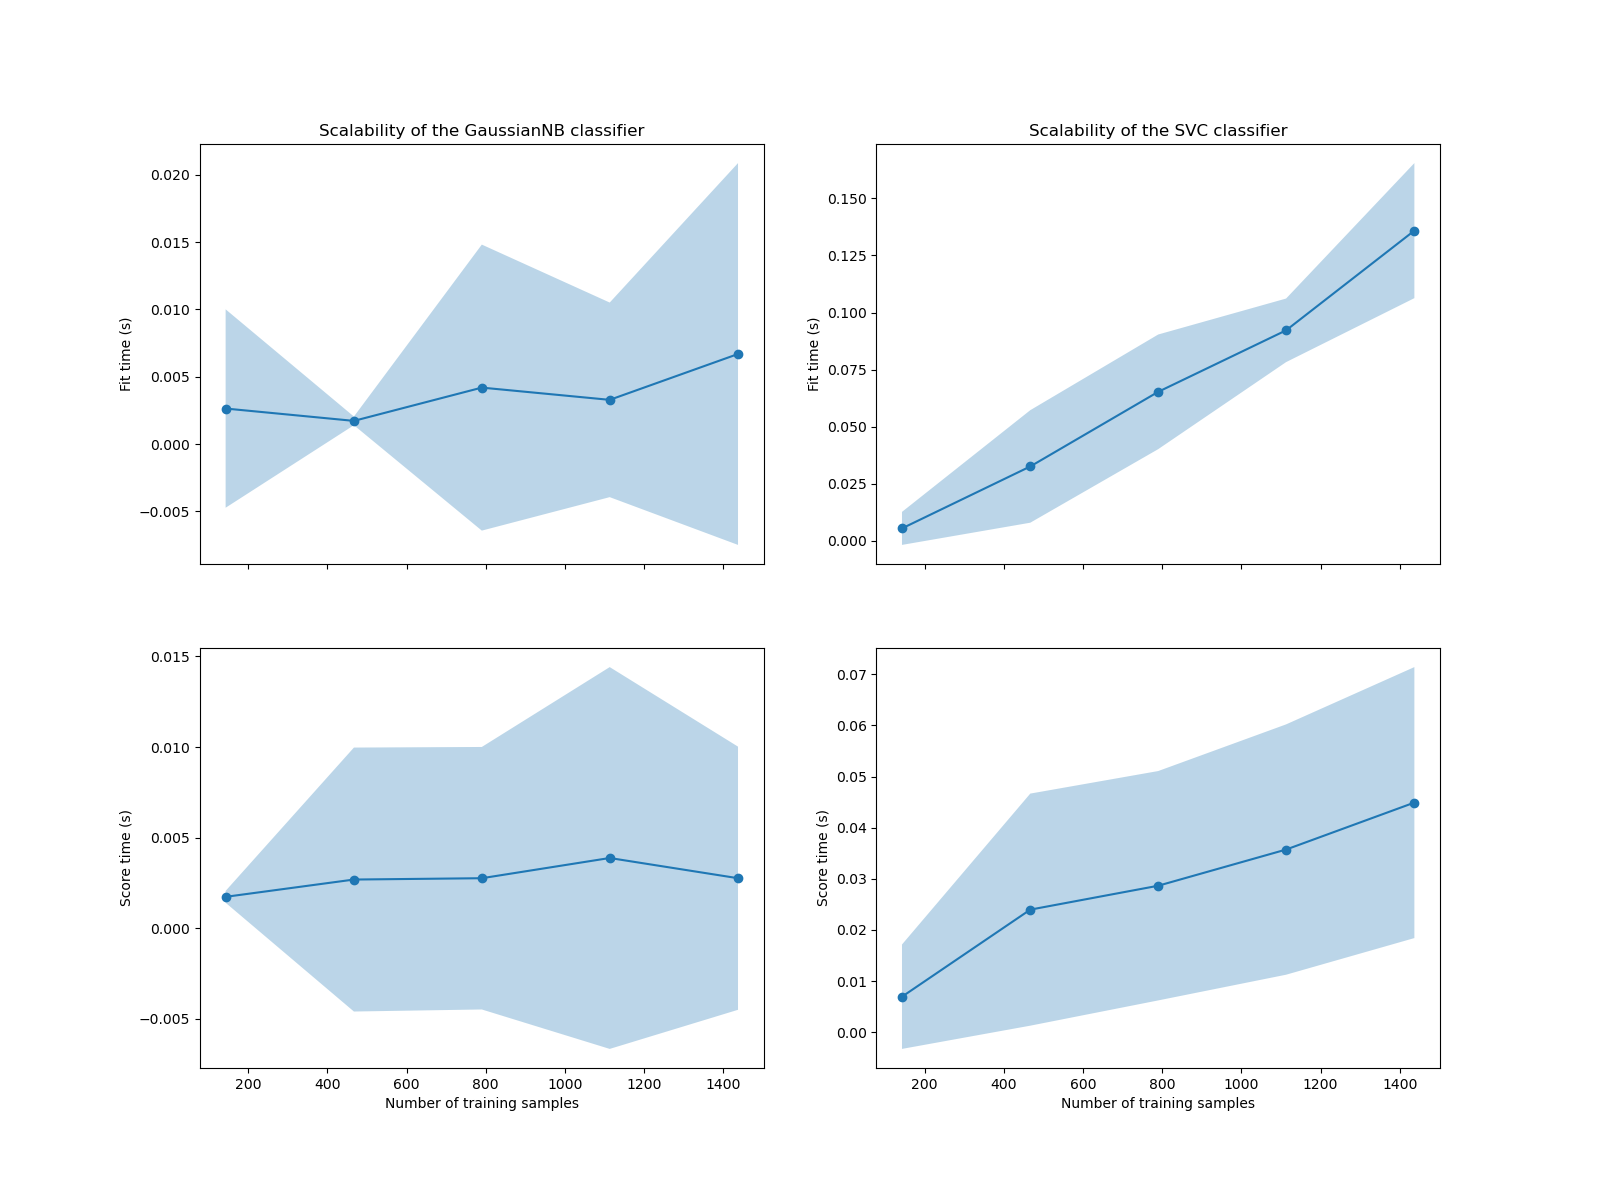 Scalability of the GaussianNB classifier
Fit time (s)
0.020
0.015
0.010
0.005
0.000
−0.005
Scalability of the SVC classifier
Fit time (s)
0.150
0.125
0.100
0.075
0.050
0.025
0.000
Score time (s)
0.015
0.010
0.005
0.000
−0.005
200 400 600 800 1000 1200 1400
Number of training samples
Score time (s)
0.07
0.06
0.05
0.04
0.03
0.02
0.01
0.00
200 400 600 800 1000 1200 1400
Number of training samples